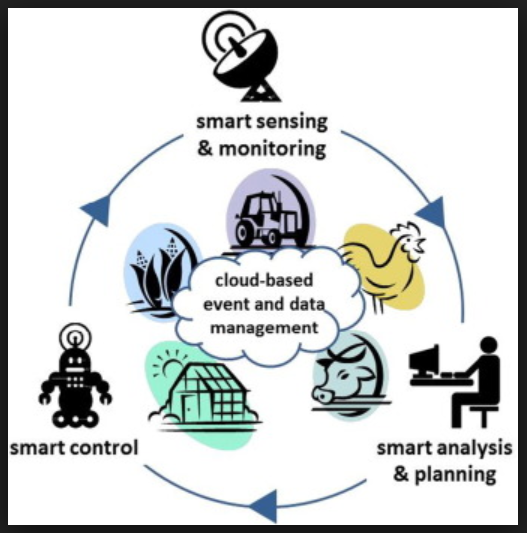 smart sensing
& monitoring
cloud-based
event and data
management
smart control
smart analysis
& planning